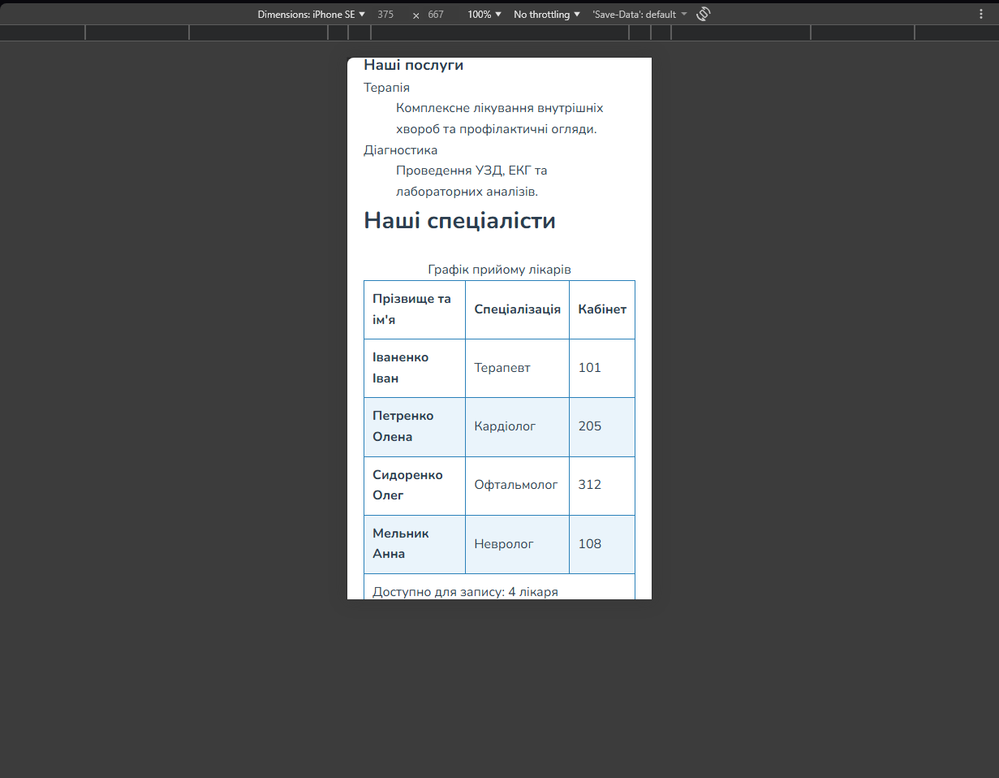 Dimensions: iPhone SE 375 × 667 100% No throttling 'Save-Data': default
Наші послуги
Терапія
Комплексне лікування внутрішніх
хвороб та профілактичні огляди.
Діагностика
Проведення УЗД, ЕКГ та
лабораторних аналізів.
Наші спеціалісти
Графік прийому лікарів
Прізвище та
ім'я
Спеціалізація
Кабінет
Іваненко
Іван
Терапевт
101
Петренко
Олена
Кардіолог
205
Сидоренко
Олег
Офтальмолог
312
Мельник
Анна
Невролог
108
Доступно для запису: 4 лікаря